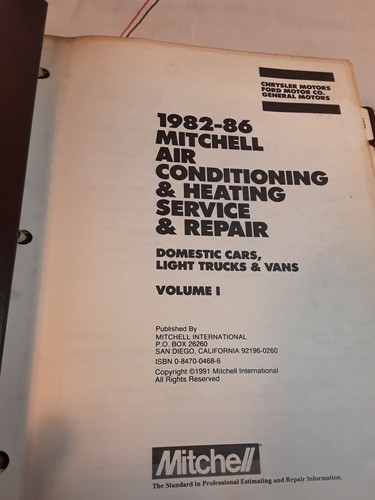 CHRYSLER MOTORS
FORD MOTOR CO.
GENERAL MOTORS
1982-86
MITCHELL
AIR
CONDITIONING
& HEATING
SERVICE
& REPAIR
DOMESTIC CARS,
LIGHT TRUCKS & VANS
VOLUME I
Published By
MITCHELL INTERNATIONAL
P.O. BOX 26260
SAN DIEGO, CALIFORNIA 92196-0260
ISBN 0-8470-0468-6
Copyright ©1991 Mitchell International
All Rights Reserved
Mitchell
The Standard in Professional Estimating and Repair Information.